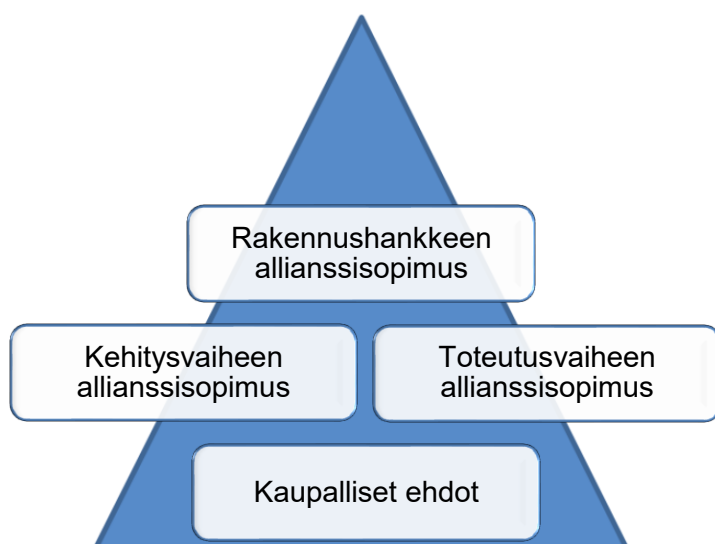 Rakennushankkeen
allianssisopimus
Kehitysvaiheen
allianssisopimus
Toteutusvaiheen
allianssisopimus
Kaupalliset ehdot